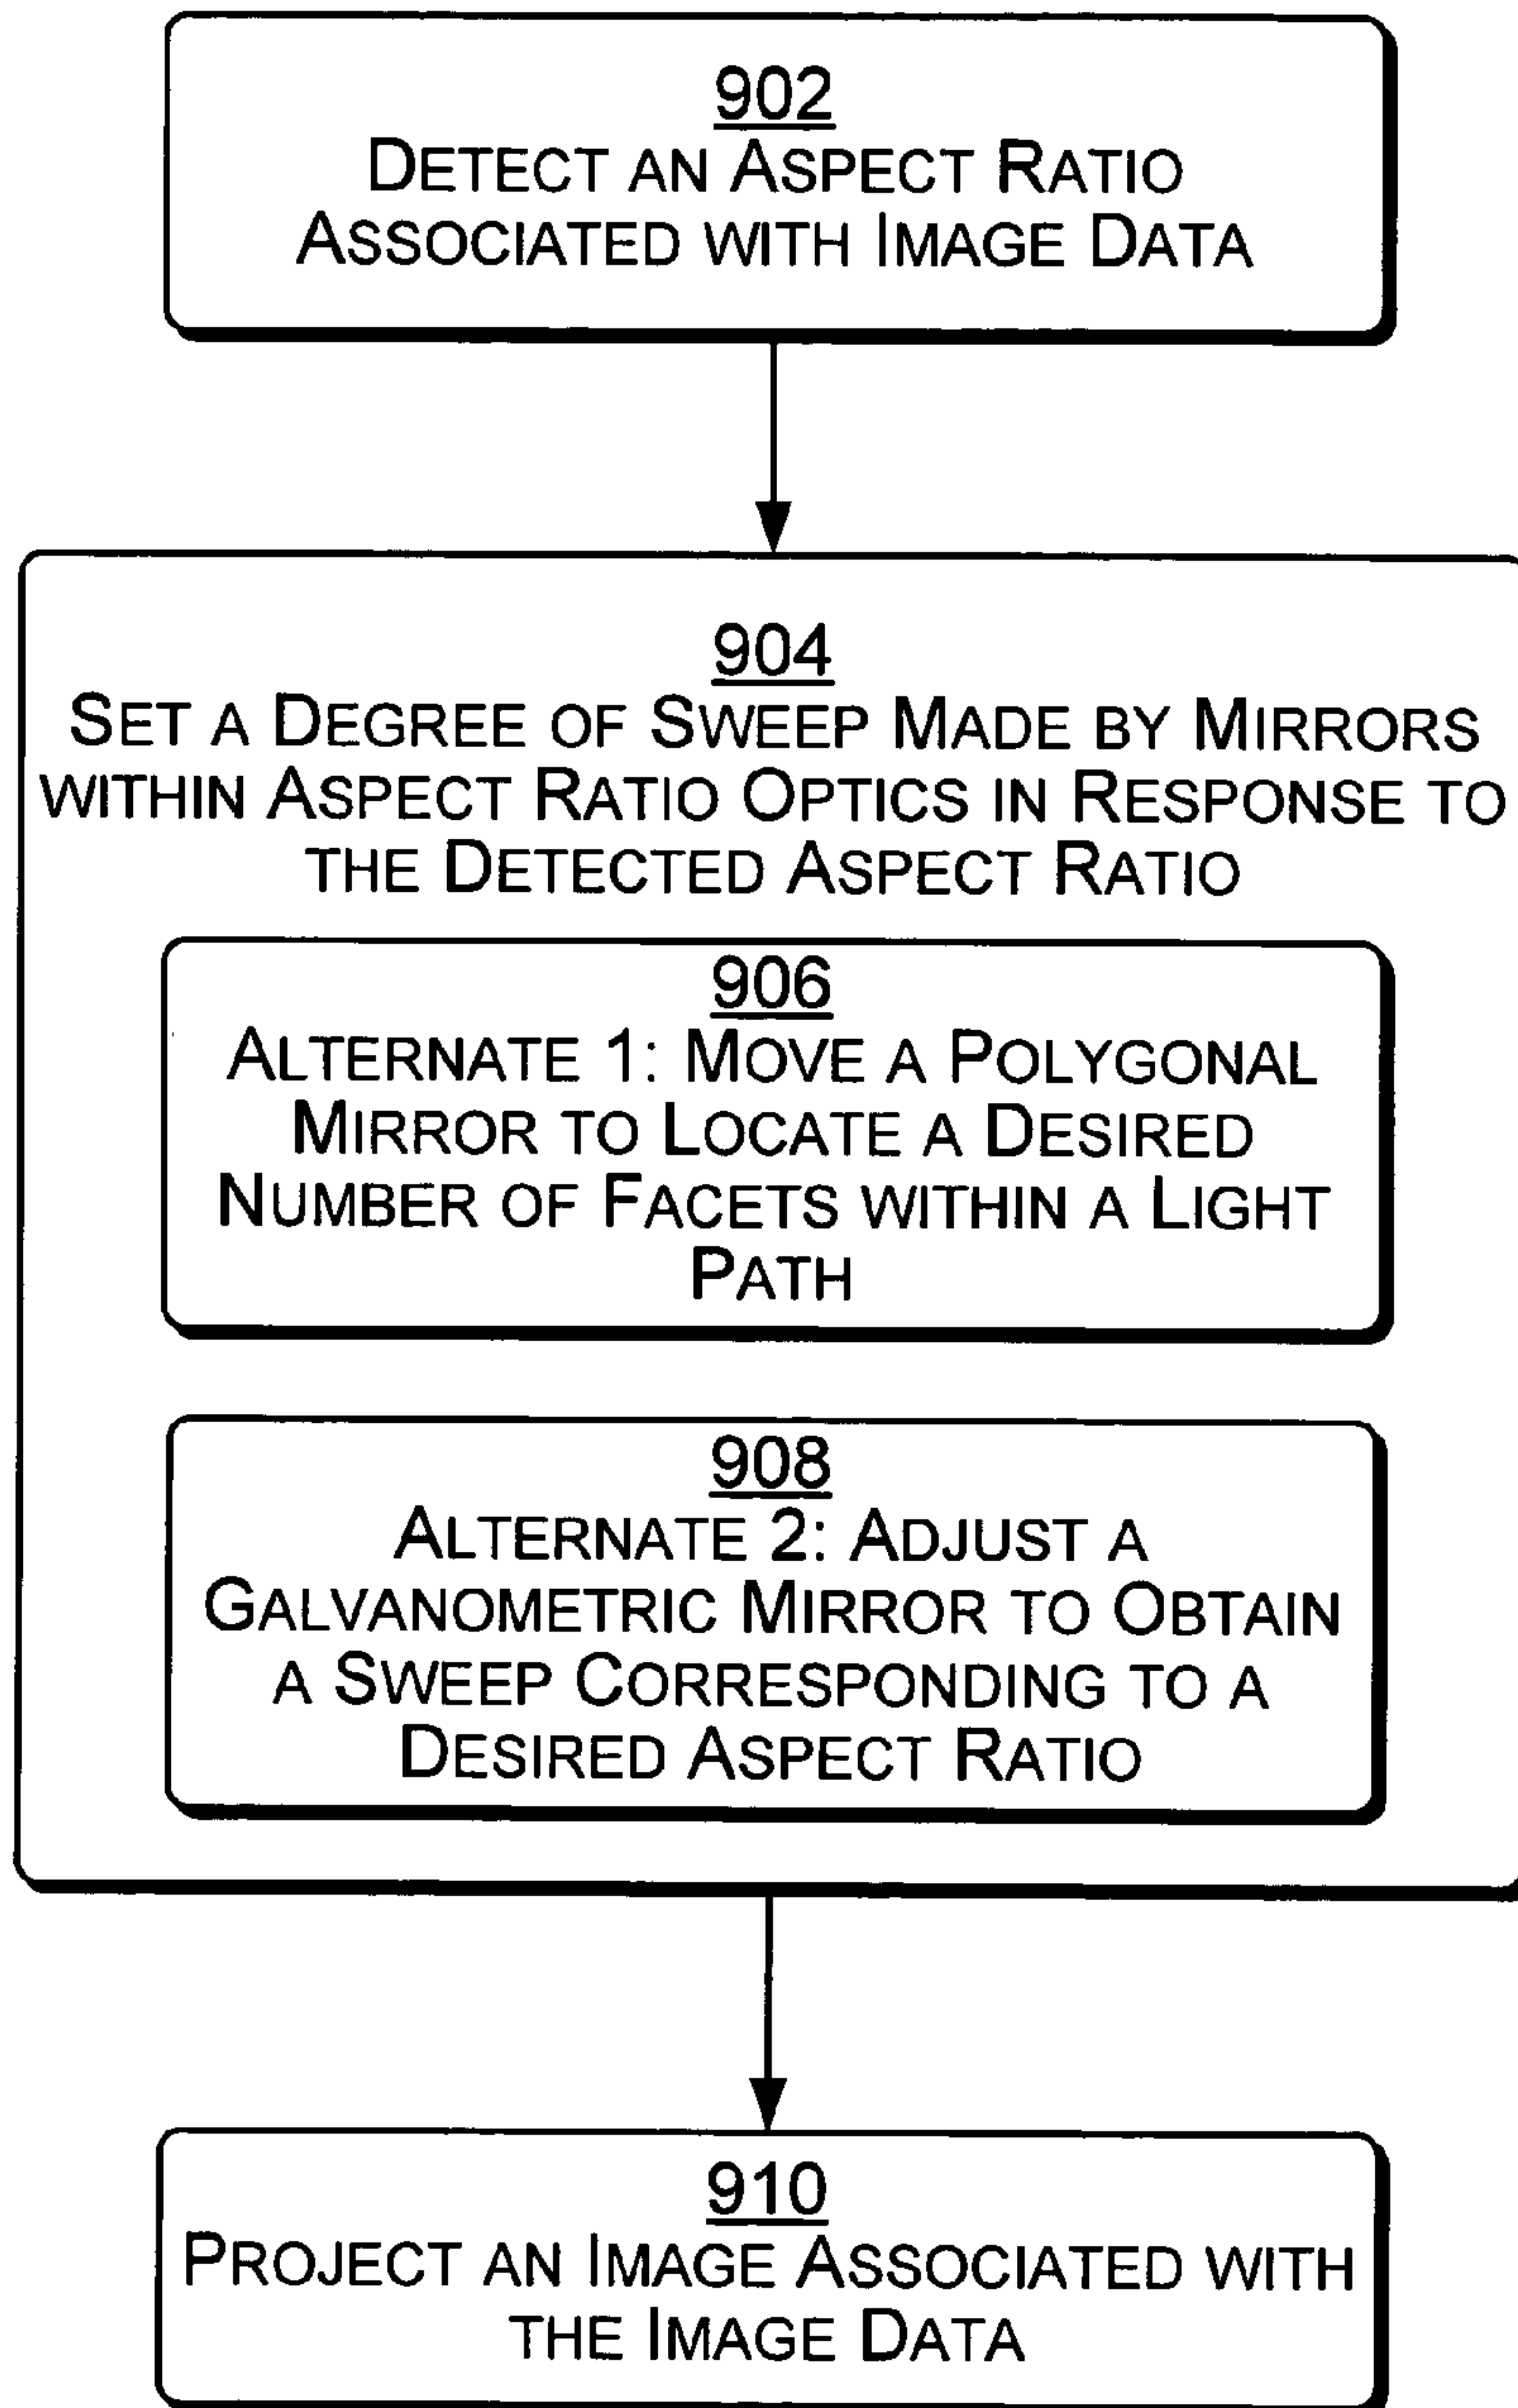 902
DETECT AN ASPECT RATIO
ASSOCIATED WITH IMAGE DATA
904
SET A DEGREE OF SWEEP MADE BY MIRRORS
WITHIN ASPECT RATIO OPTICS IN RESPONSE TO
THE DETECTED ASPECT RATIO
906
ALTERNATE 1: MOVE A POLYGONAL
MIRROR TO LOCATE A DESIRED
NUMBER OF FACETS WITHIN A LIGHT
PATH
908
ALTERNATE 2: ADJUST A
GALVANOMETRIC MIRROR TO OBTAIN
A SWEEP CORRESPONDING TO A
DESIRED ASPECT RATIO
910
PROJECT AN IMAGE ASSOCIATED WITH
THE IMAGE DATA